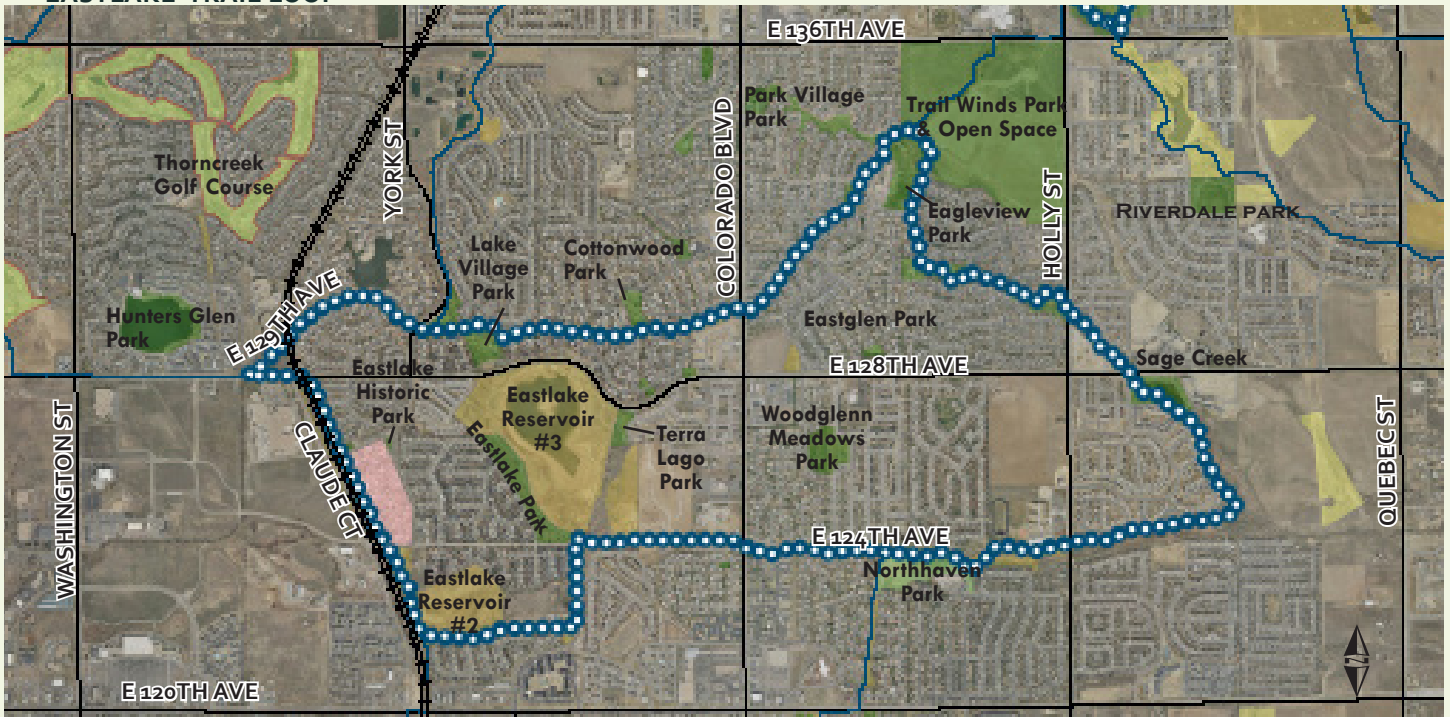 EASTLAKE TRAIL LOOP
E 136TH AVE
Park Village
Park
Trail Winds Park
& Open Space
COLORADO BLVD
YORK ST
Thorncreek
Golf Course
HOLLY ST
RIVERDALE PARK
Eagleview
Park
Lake
Village
Park
Cottonwood
Park
Hunters Glen
Park
E 129TH AVE
Eastglen Park
Sage Creek
E 128TH AVE
Eastlake
Historic
Park
Eastlake
Reservoir
#3
Eastlake Park
Terra
Lago
Park
Woodglenn
Meadows
Park
WASHINGTON ST
CLAUDE CT
QUEBEC ST
E 124TH AVE
Northhaven
Park
Eastlake
Reservoir
#2
E 120TH AVE
N